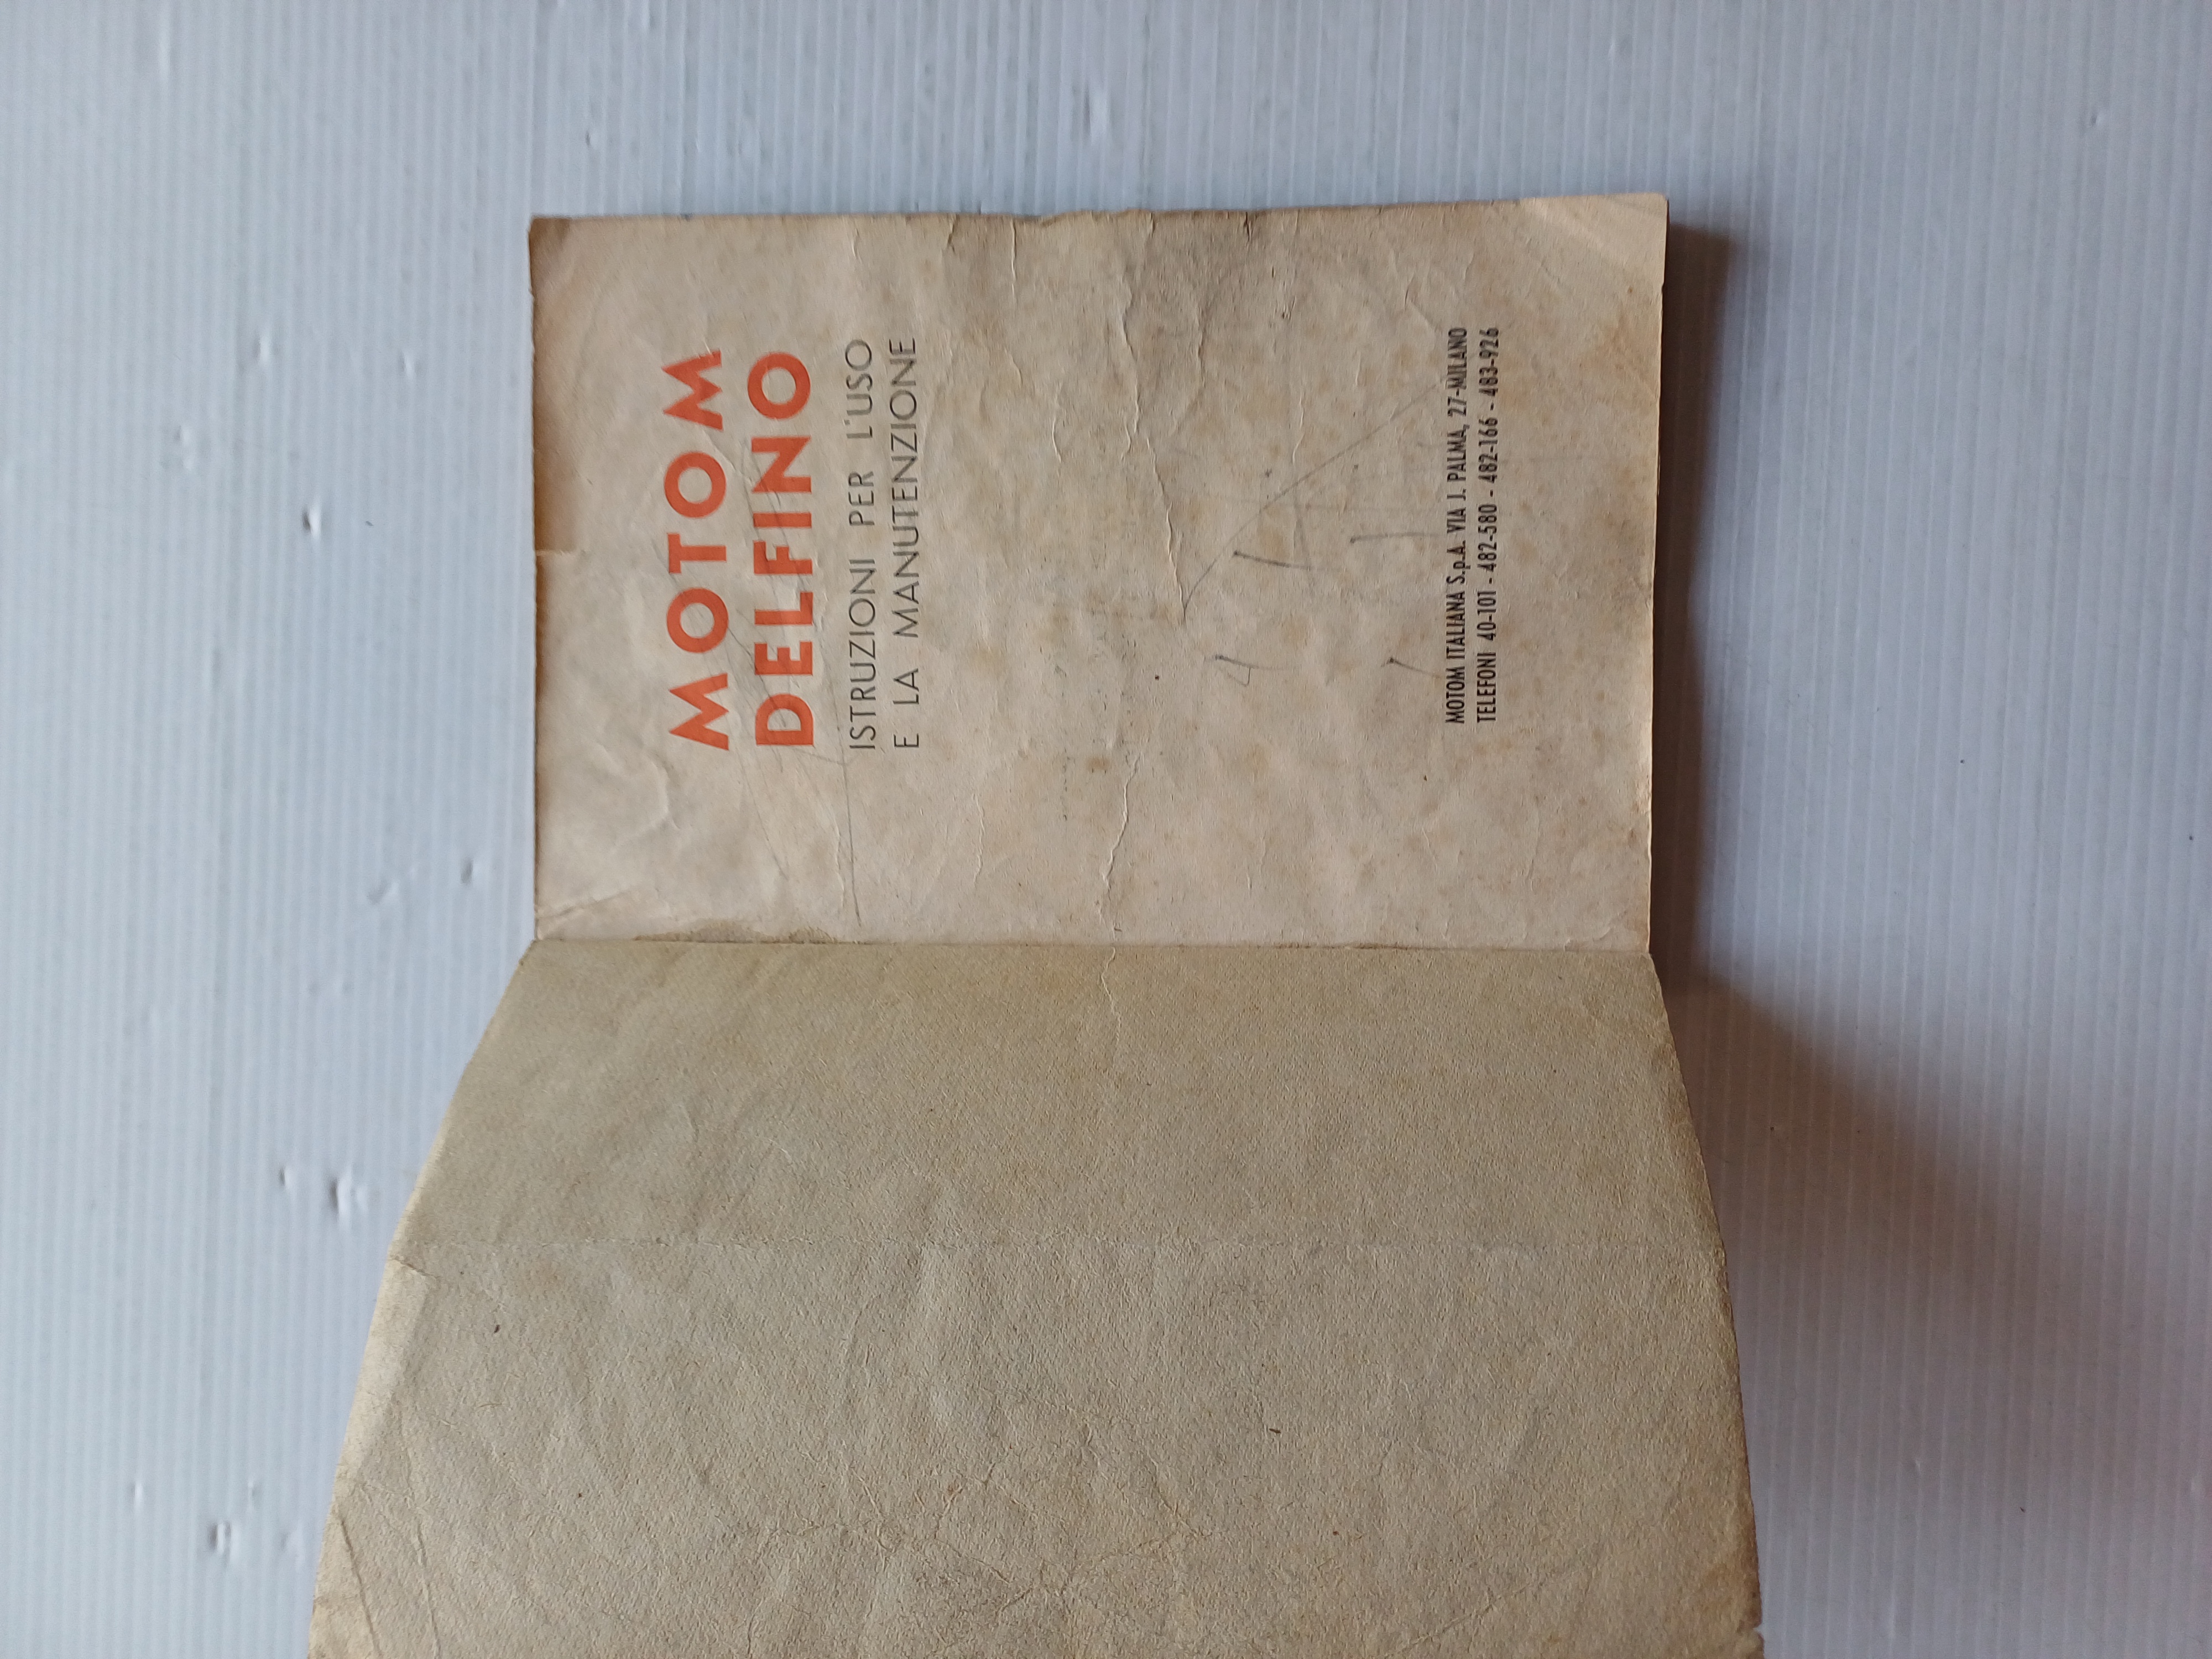 MOTOM
DELFINO
ISTRUZIONI PER L'USO
E LA MANUTENZIONE
MOTOM ITALIANA S.p.A. VIA J. PALMA, 27-MILANO
TELEFONI 40-101 - 482-580 - 482-166 - 483-926